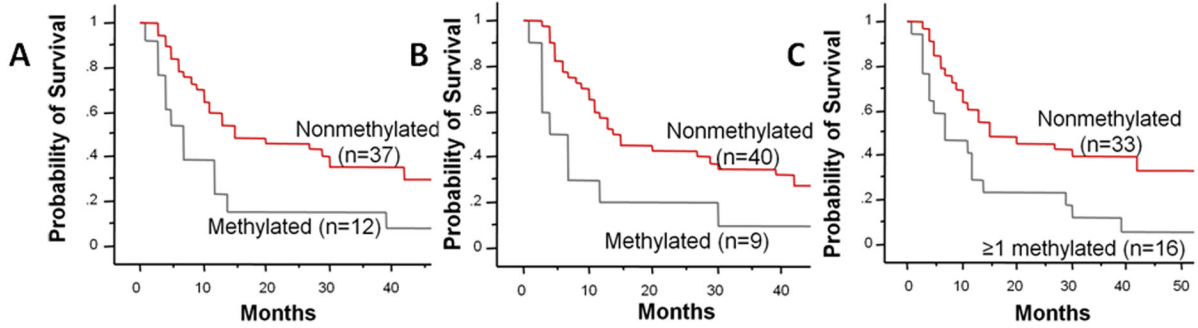 A
Probability of Survival
1
.8
.6
.4
.2
0
Nonmethylated
(n=37)
Methylated (n=12)
0 10 20 30 40
Months
B
Probability of Survival
1
.8
.6
.4
.2
0
Nonmethylated
(n=40)
Methylated (n=9)
0 10 20 30 40
Months
C
Probability of Survival
1
.8
.6
.4
.2
0
Nonmethylated
(n=33)
≥1 methylated (n=16)
0 10 20 30 40 50
Months